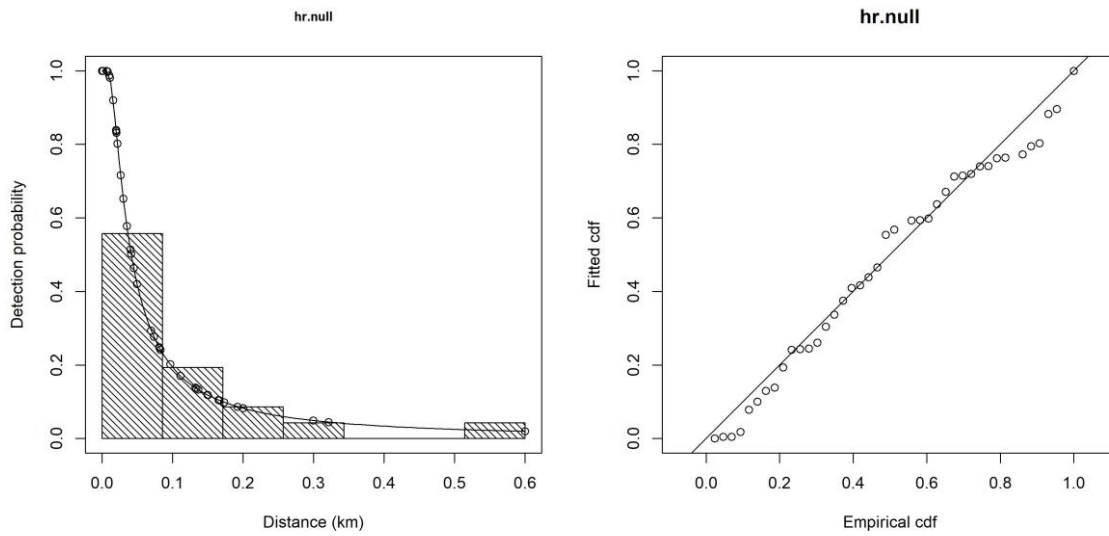 hr.null
Detection probability
1.0
0.8
0.6
0.4
0.2
0.0
0.0 0.1 0.2 0.3 0.4 0.5 0.6
Distance (km)
hr.null
Fitted cdf
1.0
0.8
0.6
0.4
0.2
0.0
0.0 0.2 0.4 0.6 0.8 1.0
Empirical cdf